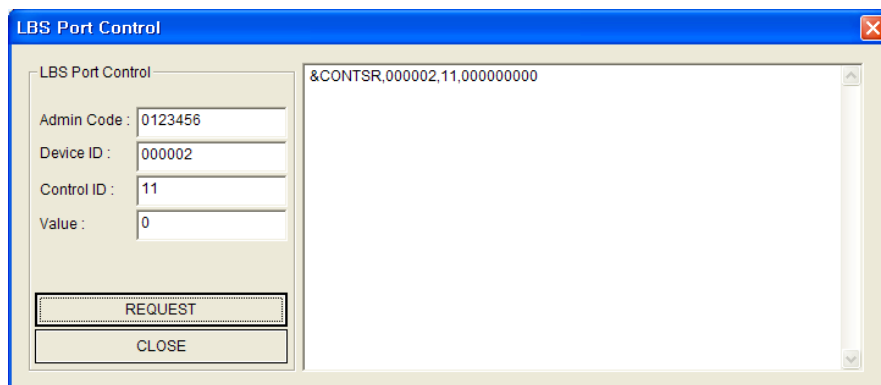 LBS Port Control
LBS Port Control
Admin Code : 0123456
Device ID : 000002
Control ID : 11
Value : 0
REQUEST
CLOSE
&CONTSR,000002,11,000000000